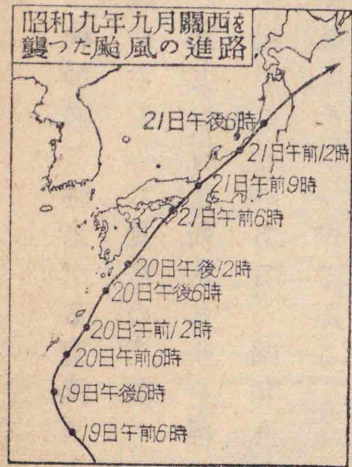 昭和九年九月關西を
襲つた颱風の進路
21日午後6時
21日午前12時
21日午前9時
21日午前6時
20日午後12時
20日午後6時
20日午前12時
20日午前6時
19日午後6時
19日午前6時